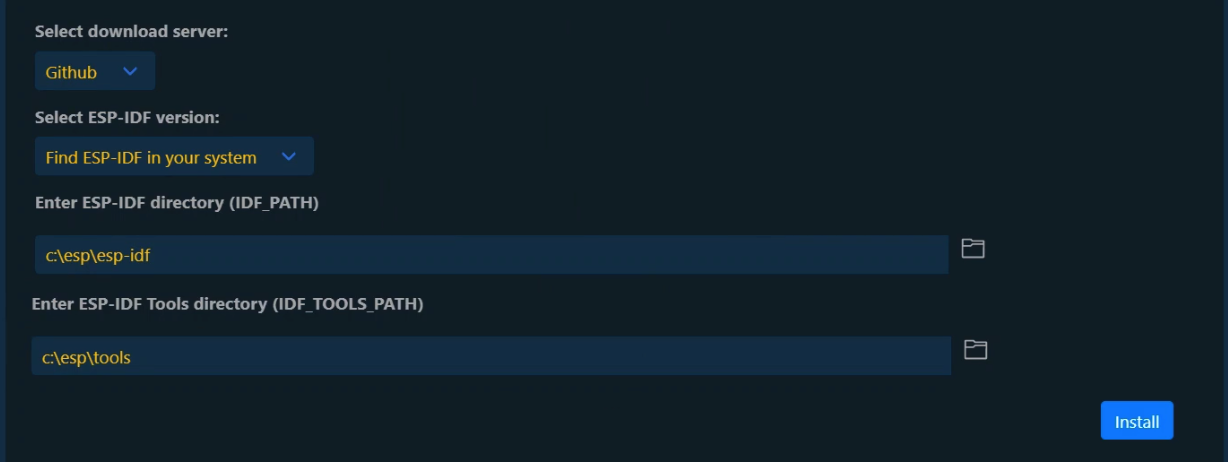 Select download server:
Github
Select ESP-IDF version:
Find ESP-IDF in your system
Enter ESP-IDF directory (IDF_PATH)
c:\esp\esp-idf
Enter ESP-IDF Tools directory (IDF_TOOLS_PATH)
c:\esp\tools
Install